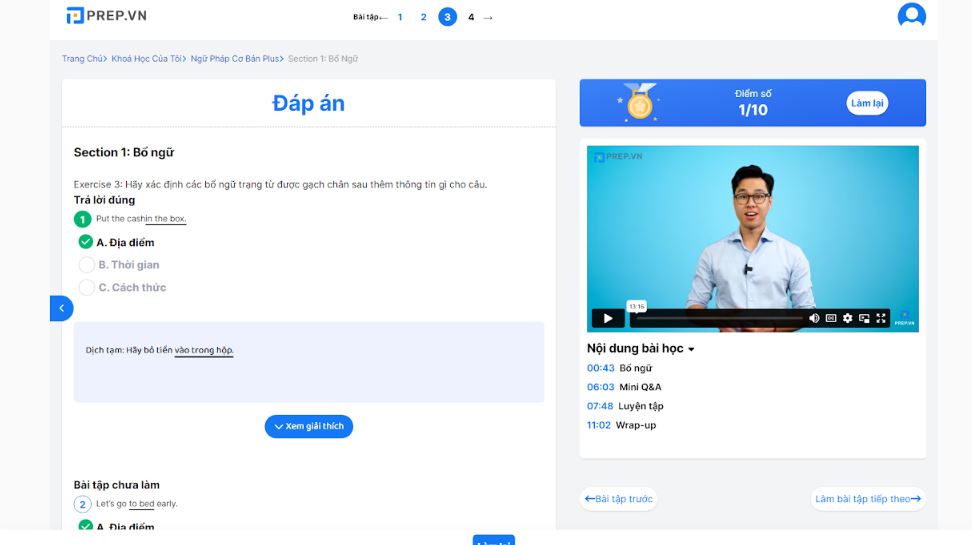 PREP.VN
Bài tập← 1 2 3 4 →
Trang Chủ> Khoá Học Của Tôi> Ngữ Pháp Cơ Bản Plus> Section 1: Bổ Ngữ
Đáp án
Section 1: Bổ ngữ
Exercise 3: Hãy xác định các bổ ngữ trạng từ được gạch chân sau thêm thông tin gì cho câu.
Trả lời đúng
1 Put the cashin the box.
A. Địa điểm
B. Thời gian
C. Cách thức
Dịch tạm: Hãy bỏ tiền vào trong hộp.
Xem giải thích
Bài tập chưa làm
2 Let's go to bed early.
A. Địa điểm
Điểm số
1/10
Làm lại
PREP.VN
13:16
PREP.VN
Nội dung bài học
00:43 Bổ ngữ
06:03 Mini Q&A
07:48 Luyện tập
11:02 Wrap-up
←Bài tập trước
Làm bài tập tiếp theo→